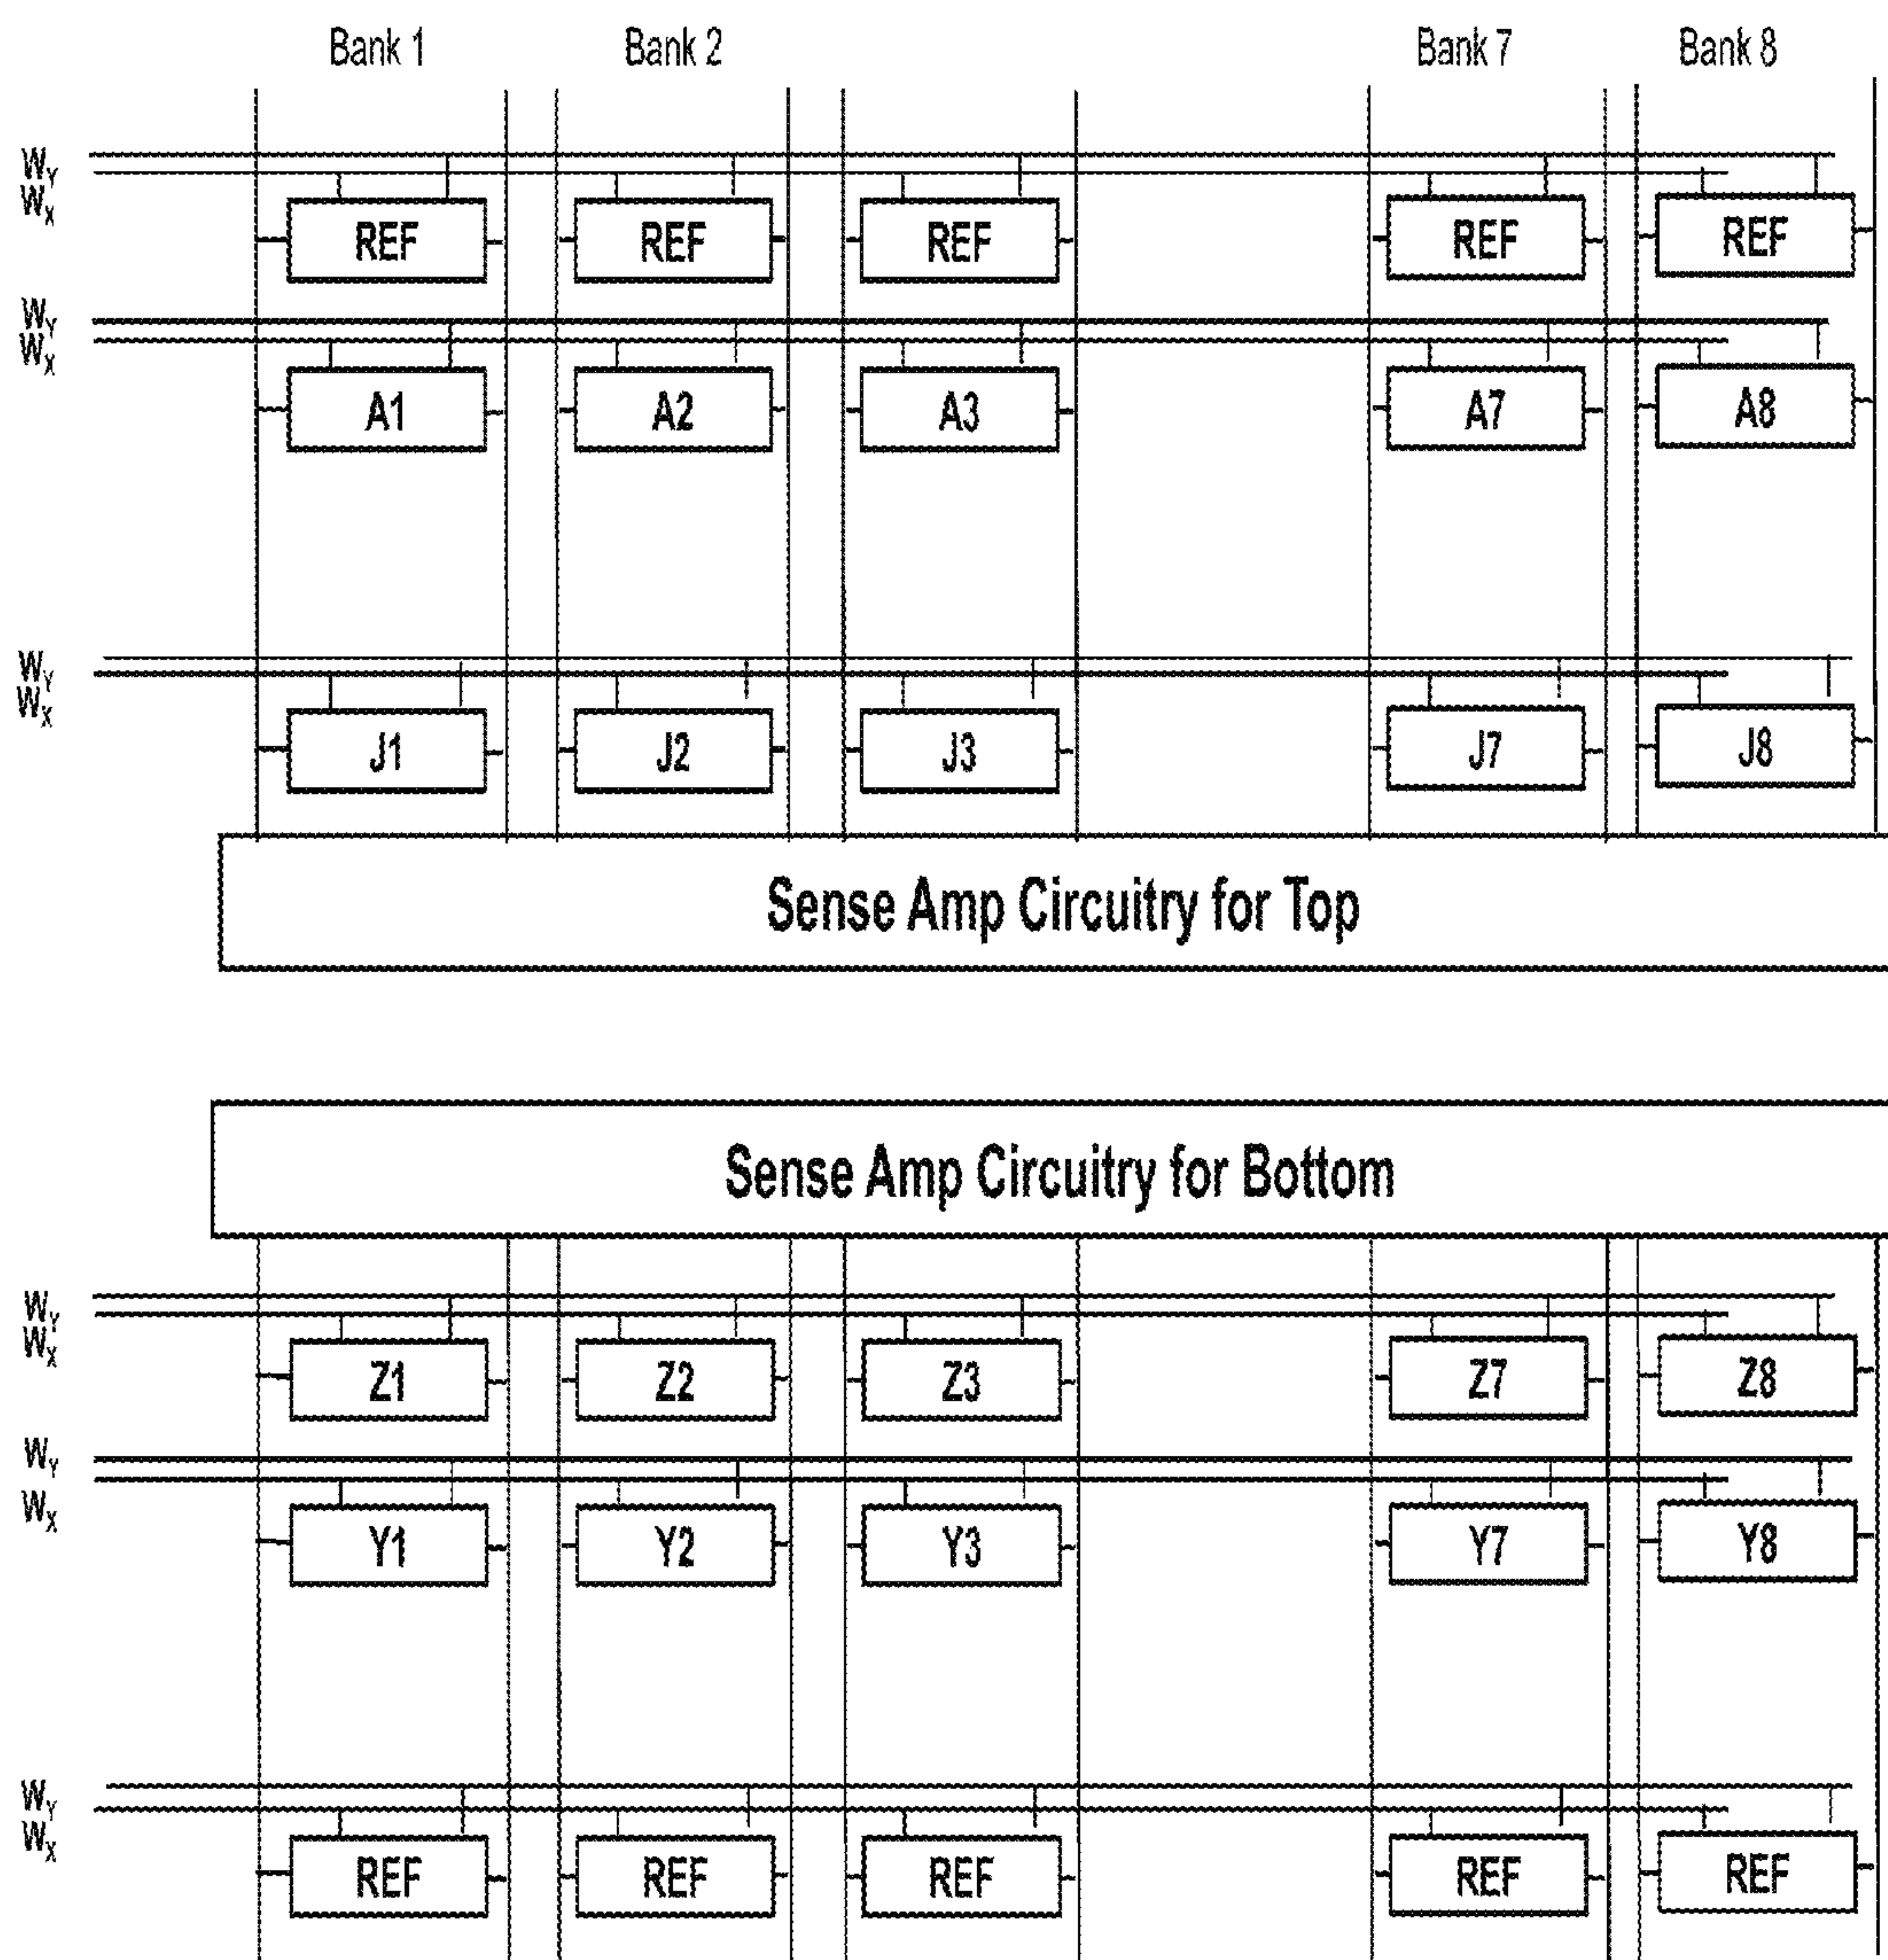 Bank 1 Bank 2 Bank 7 Bank 8
WY
WX
REF REF REF REF REF
WY
WX
A1 A2 A3 A7 A8
WY
WX
J1 J2 J3 J7 J8
Sense Amp Circuitry for Top
Sense Amp Circuitry for Bottom
WY
WX
Z1 Z2 Z3 Z7 Z8
WY
WX
Y1 Y2 Y3 Y7 Y8
WY
WX
REF REF REF REF REF